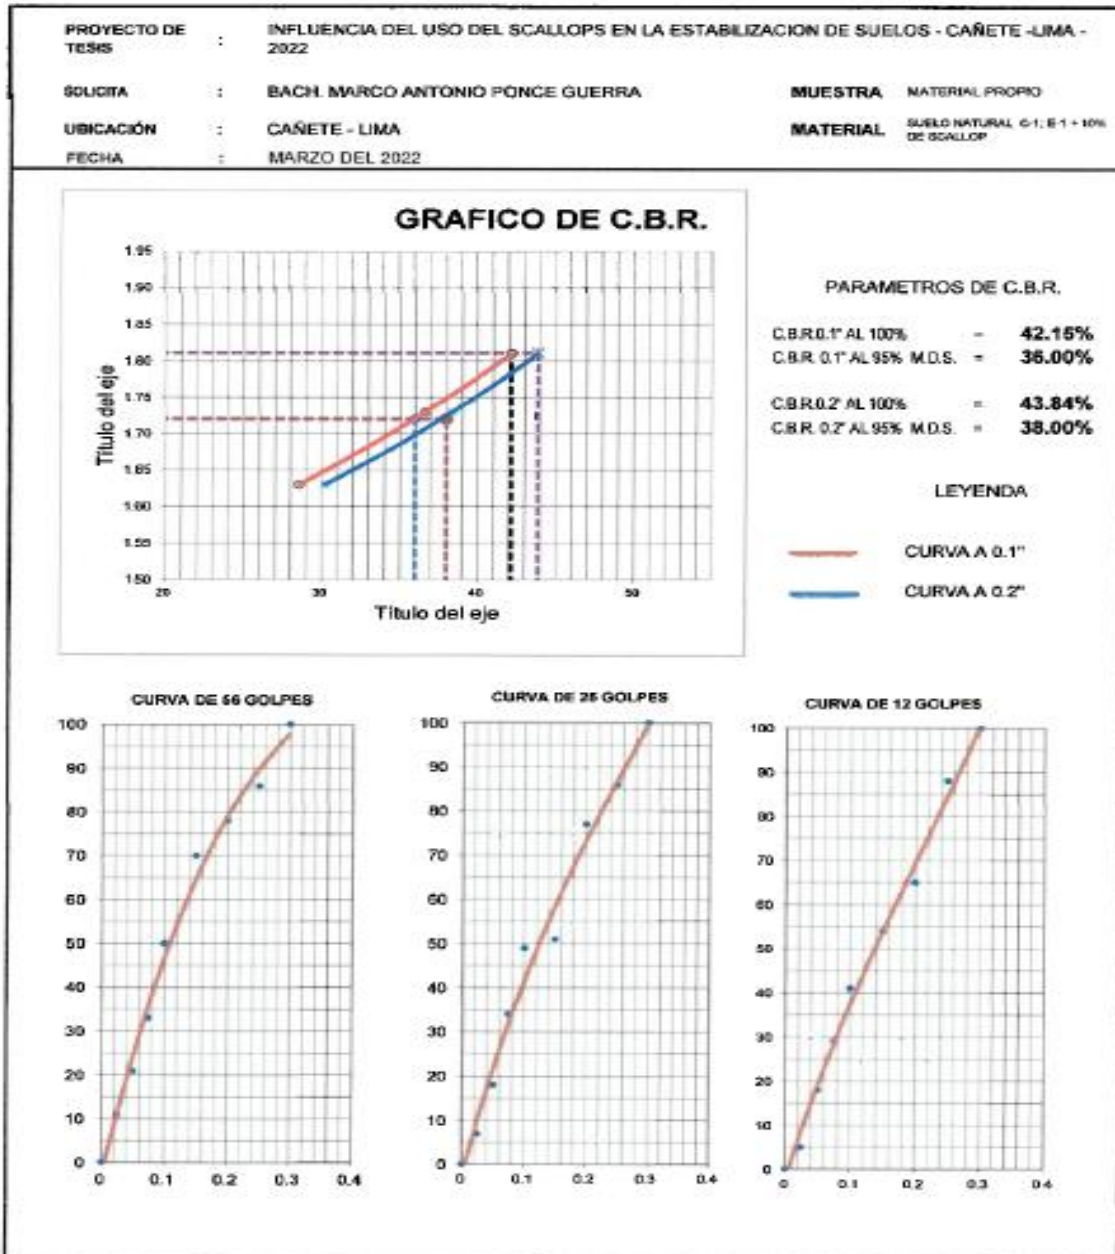 PROYECTO DE TESIS : INFLUENCIA DEL USO DEL SCALLOPS EN LA ESTABILIZACION DE SUELOS - CAÑETE -LIMA - 2022
SOLICITA : BACH. MARCO ANTONIO PONCE GUERRA
MUESTRA MATERIAL PROPIO
UBICACIÓN : CAÑETE - LIMA
MATERIAL SUELO NATURAL C-1; E-1 + 10% DE SCALLOP
FECHA : MARZO DEL 2022
GRAFICO DE C.B.R.
1.95
1.90
1.85
1.80
1.75
1.70
1.65
1.60
1.55
1.50
Título del eje
20 30 40 50
Título del eje
PARAMETROS DE C.B.R.
C.B.R.0.1" AL 100% = 42.15%
C.B.R. 0.1" AL 95% M.D.S. = 36.00%
C.B.R.0.2" AL 100% = 43.84%
C.B.R. 0.2" AL 95% M.D.S. = 38.00%
LEYENDA
CURVA A 0.1"
CURVA A 0.2"
CURVA DE 56 GOLPES
100
90
80
70
60
50
40
30
20
10
0
0 0.1 0.2 0.3 0.4
CURVA DE 25 GOLPES
100
90
80
70
60
50
40
30
20
10
0
0 0.1 0.2 0.3 0.4
CURVA DE 12 GOLPES
100
90
80
70
60
50
40
30
20
10
0
0 0.1 0.2 0.3 0.4